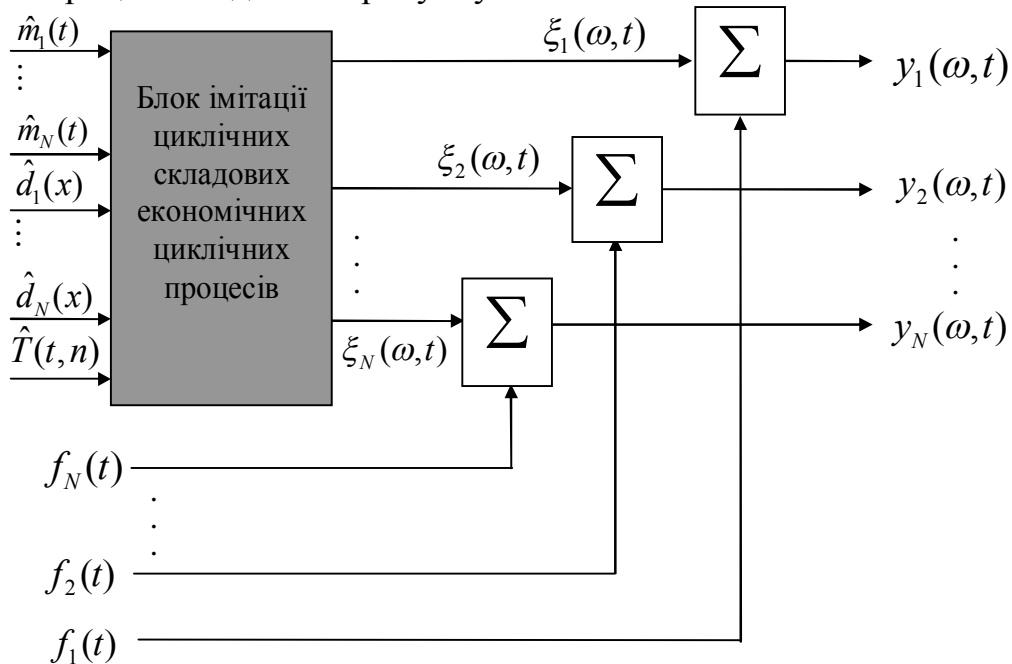 m̂₁(t)
⋮
m̂_N(t)
d̂₁(x)
⋮
d̂_N(x)
T̂(t,n)
Блок імітації
циклічних
складових
економічних
циклічних
процесів
ξ₁(ω,t)
ξ₂(ω,t)
ξ_N(ω,t)
Σ
Σ
Σ
y₁(ω,t)
y₂(ω,t)
y_N(ω,t)
f_N(t)
f₂(t)
f₁(t)